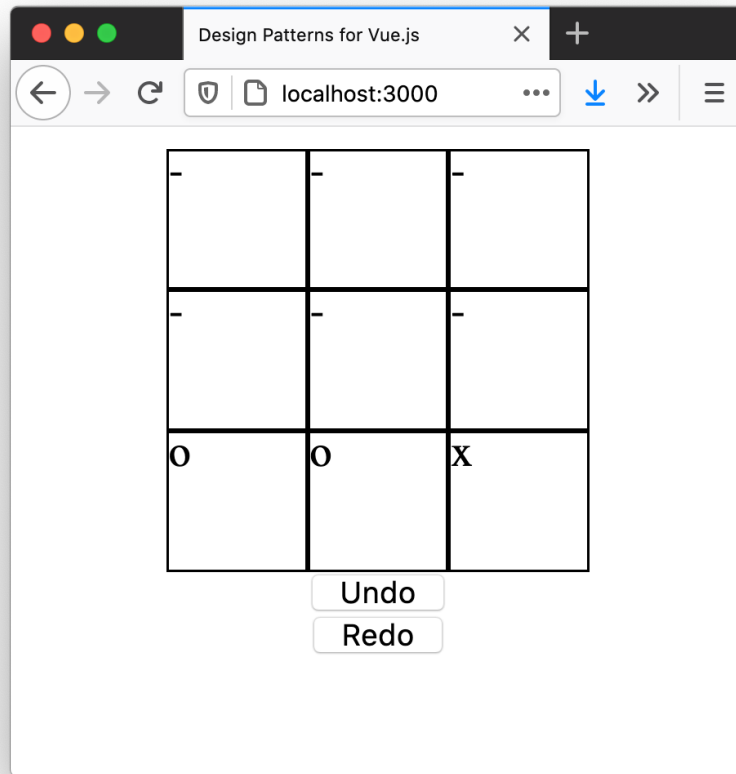 Design Patterns for Vue.js
localhost:3000
- - -
- - -
o o x
Undo
Redo